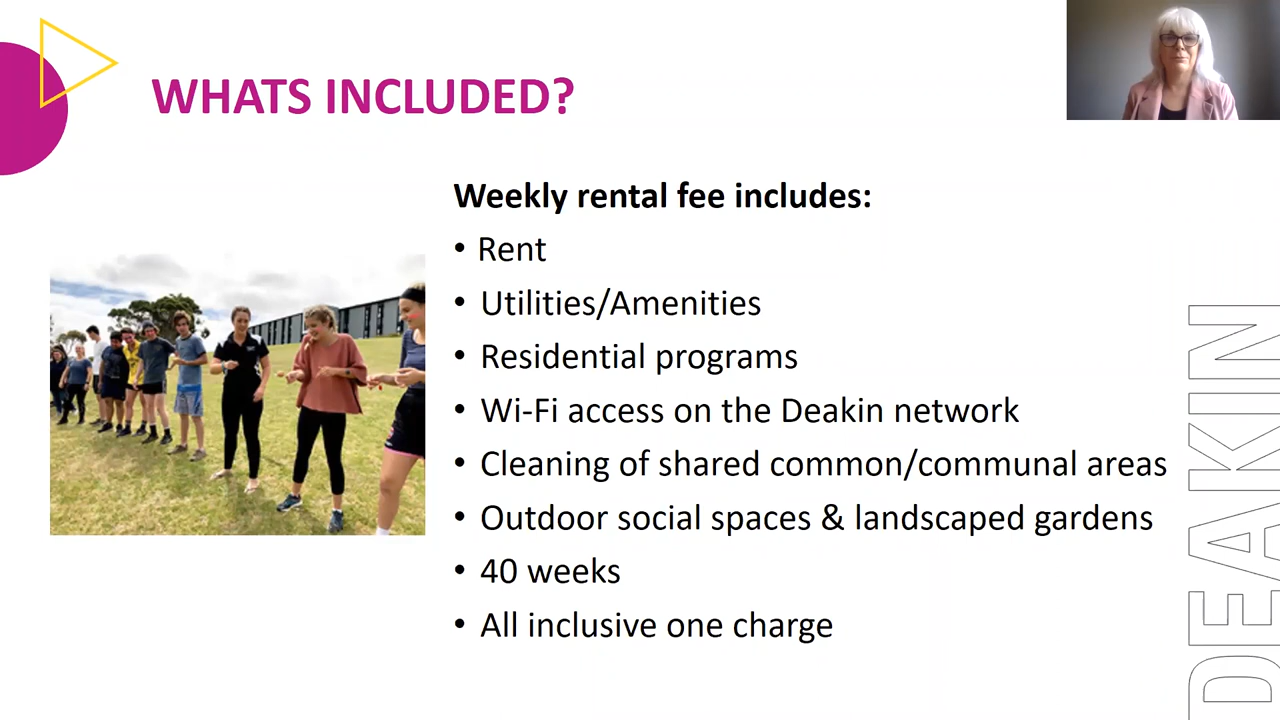 WHATS INCLUDED?
Weekly rental fee includes:
• Rent
• Utilities/Amenities
• Residential programs
• Wi-Fi access on the Deakin network
• Cleaning of shared common/communal areas
• Outdoor social spaces & landscaped gardens
• 40 weeks
• All inclusive one charge
DEAKIN